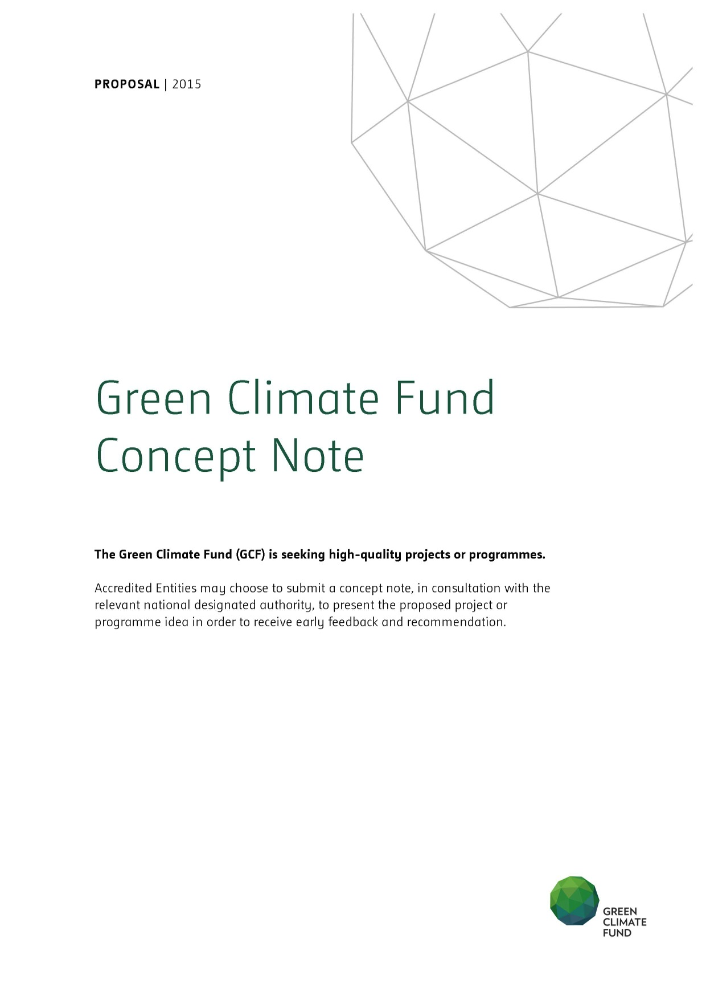 PROPOSAL | 2015
Green Climate Fund
Concept Note
The Green Climate Fund (GCF) is seeking high-quality projects or programmes.
Accredited Entities may choose to submit a concept note, in consultation with the
relevant national designated authority, to present the proposed project or
programme idea in order to receive early feedback and recommendation.
GREEN
CLIMATE
FUND